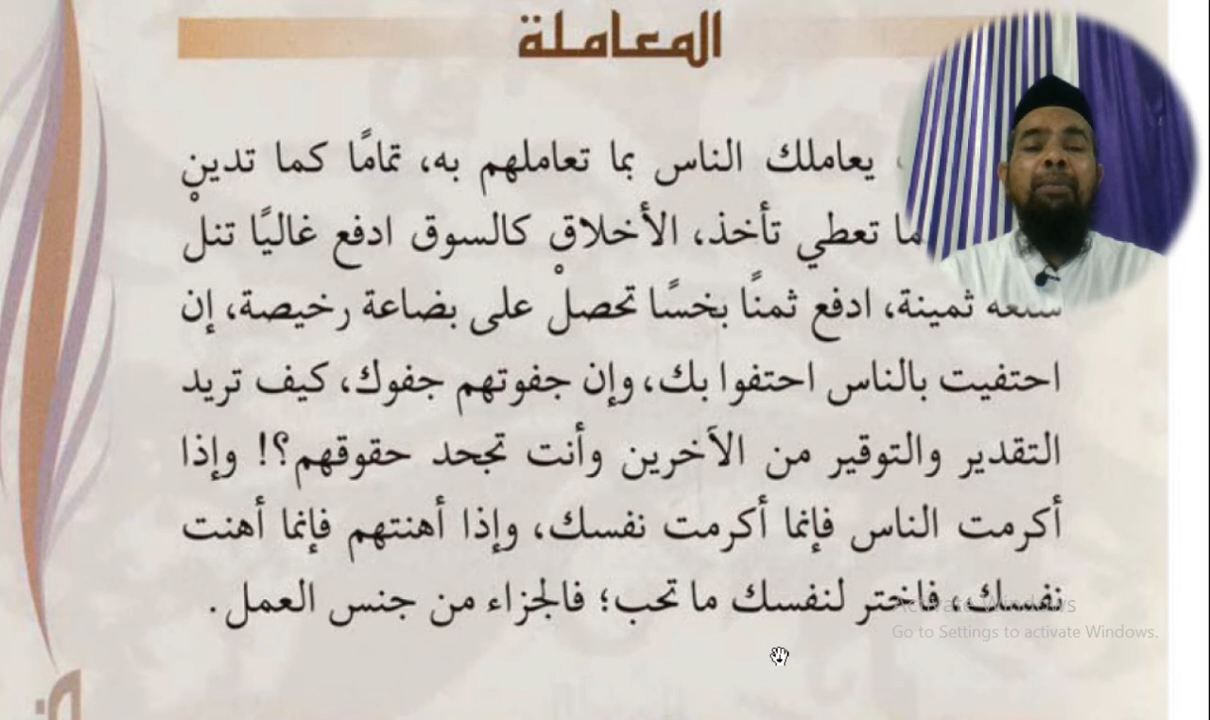 المعاملة
يعاملك الناس بما تعاملهم به، تمامًا كما تدين
تعطي تأخذ، الأخلاق كالسوق ادفع غاليًا تنلْ
ثمينة، ادفع ثمنًا بخسًا تحصلْ على بضاعة رخيصة، إن
احتفيت بالناس احتفوا بك، وإن جفوتهم جفوك، كيف تريد
التقدير والتوقير من الآخرين وأنت تجحد حقوقهم؟! وإذا
أكرمت الناس فإنما أكرمت نفسك، وإذا أهنتهم فإنما أهنت
نفسك، فاختر لنفسك ما تحب؛ فالجزاء من جنس العمل.
Activate Windows
Go to Settings to activate Windows.